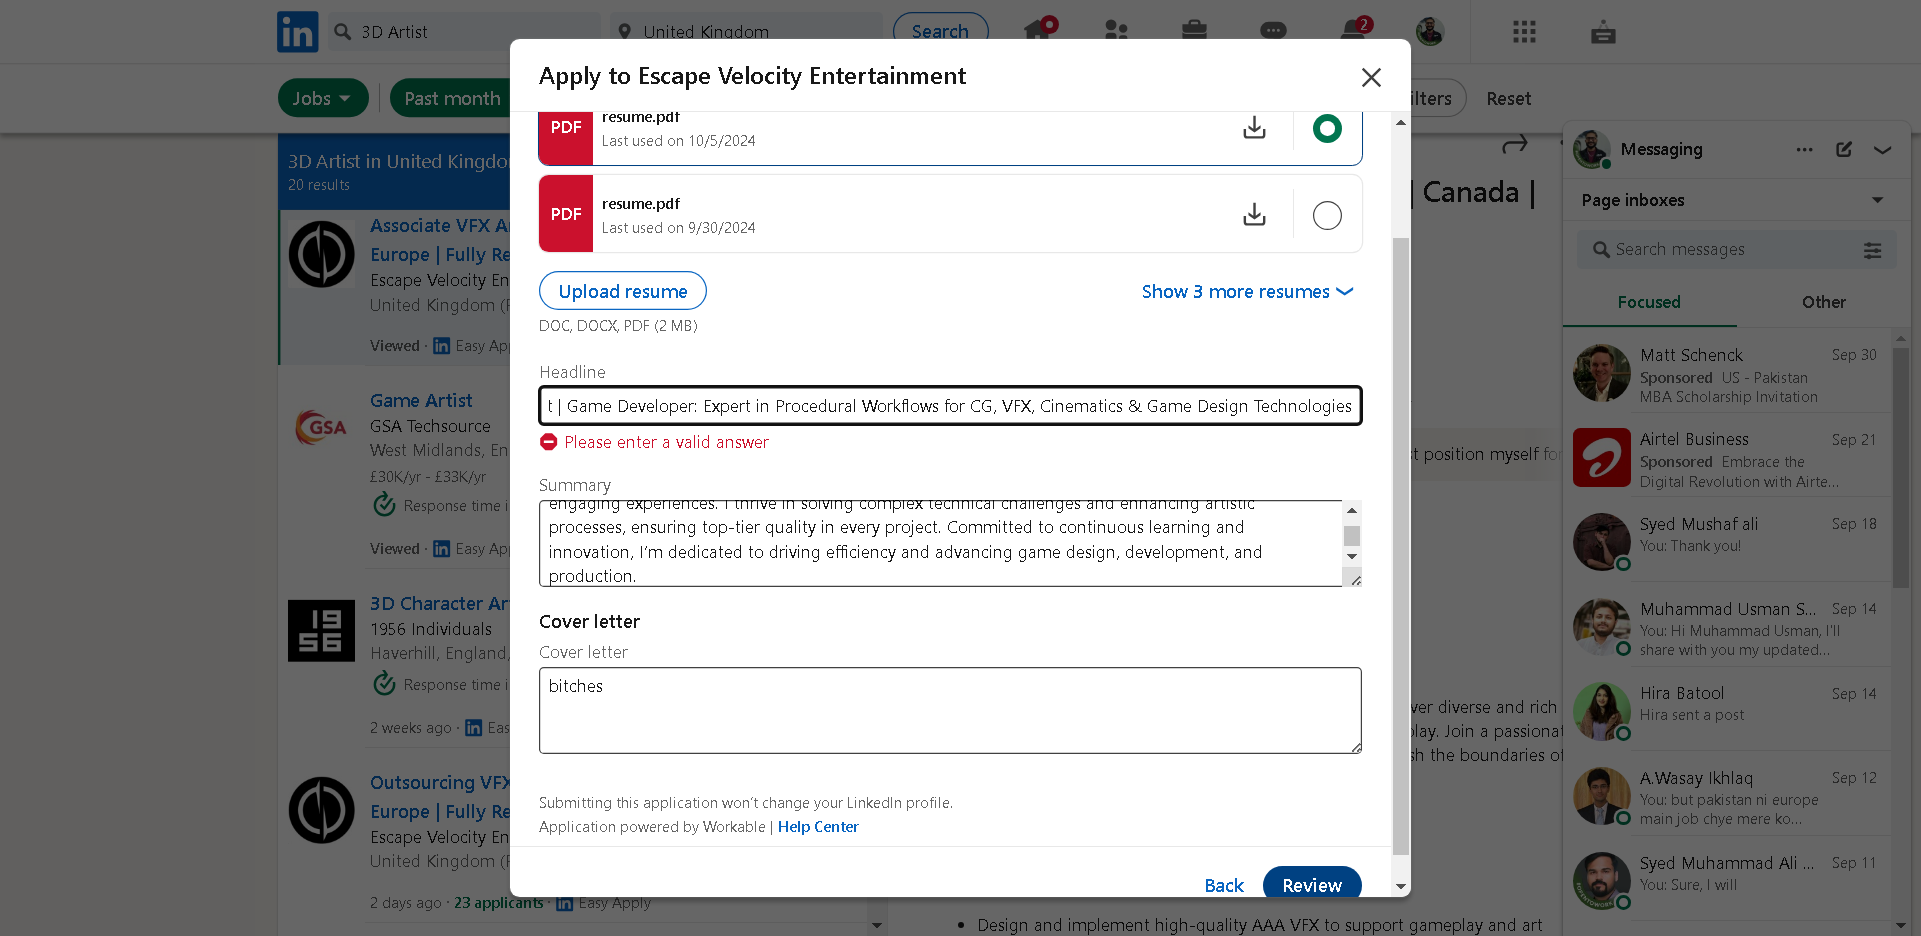 in
3D Artist
United Kingdom
Search
2
Jobs
Past month
ilters
Reset
3D Artist in United Kingdo
20 results
Associate VFX A
Europe | Fully Re
Escape Velocity En
United Kingdom (
Viewed · in Easy Ap
Game Artist
GSA Techsource
West Midlands, En
£30K/yr - £33K/yr
Response time i
Viewed · in Easy Ap
GSA
3D Character Ar
1956 Individuals
Haverhill, England,
Response time i
2 weeks ago · in Eas
19
56
Outsourcing VFX
Europe | Fully Re
Escape Velocity En
United Kingdom (
2 days ago · 23 applicants · in Easy Apply
Apply to Escape Velocity Entertainment
PDF
resume.pdf
Last used on 10/5/2024
PDF
resume.pdf
Last used on 9/30/2024
Upload resume
Show 3 more resumes
DOC, DOCX, PDF (2 MB)
Headline
t | Game Developer: Expert in Procedural Workflows for CG, VFX, Cinematics & Game Design Technologies
Please enter a valid answer
Summary
engaging experiences. I thrive in solving complex technical challenges and enhancing artistic
processes, ensuring top-tier quality in every project. Committed to continuous learning and
innovation, I'm dedicated to driving efficiency and advancing game design, development, and
production.
Cover letter
Cover letter
bitches
Submitting this application won't change your LinkedIn profile.
Application powered by Workable | Help Center
Back
Review
| Canada |
st position myself for
ver diverse and rich
play. Join a passionat
sh the boundaries of
Design and implement high-quality AAA VFX to support gameplay and art
Messaging
Page inboxes
Search messages
Focused
Other
Matt Schenck
Sep 30
Sponsored US - Pakistan
MBA Scholarship Invitation
Airtel Business
Sep 21
Sponsored Embrace the
Digital Revolution with Airte...
Syed Mushaf ali
Sep 18
You: Thank you!
Muhammad Usman S...
Sep 14
You: Hi Muhammad Usman, I'll
share with you my updated...
Hira Batool
Sep 14
Hira sent a post
A.Wasay Ikhlaq
Sep 12
You: but pakistan ni europe
main job chye mere ko...
Syed Muhammad Ali ...
Sep 11
You: Sure, I will